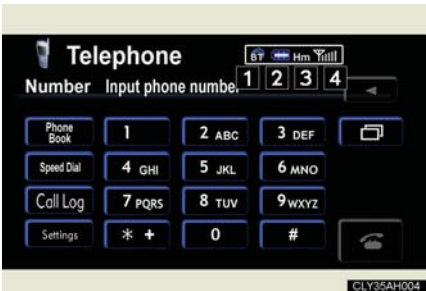 Telephone
BT Hm
Number Input phone number 1 2 3 4
Phone Book 1 2 ABC 3 DEF
Speed Dial 4 GHI 5 JKL 6 MNO
Call Log 7 PQRS 8 TUV 9 WXYZ
Settings * + 0 #
CLY35AH004